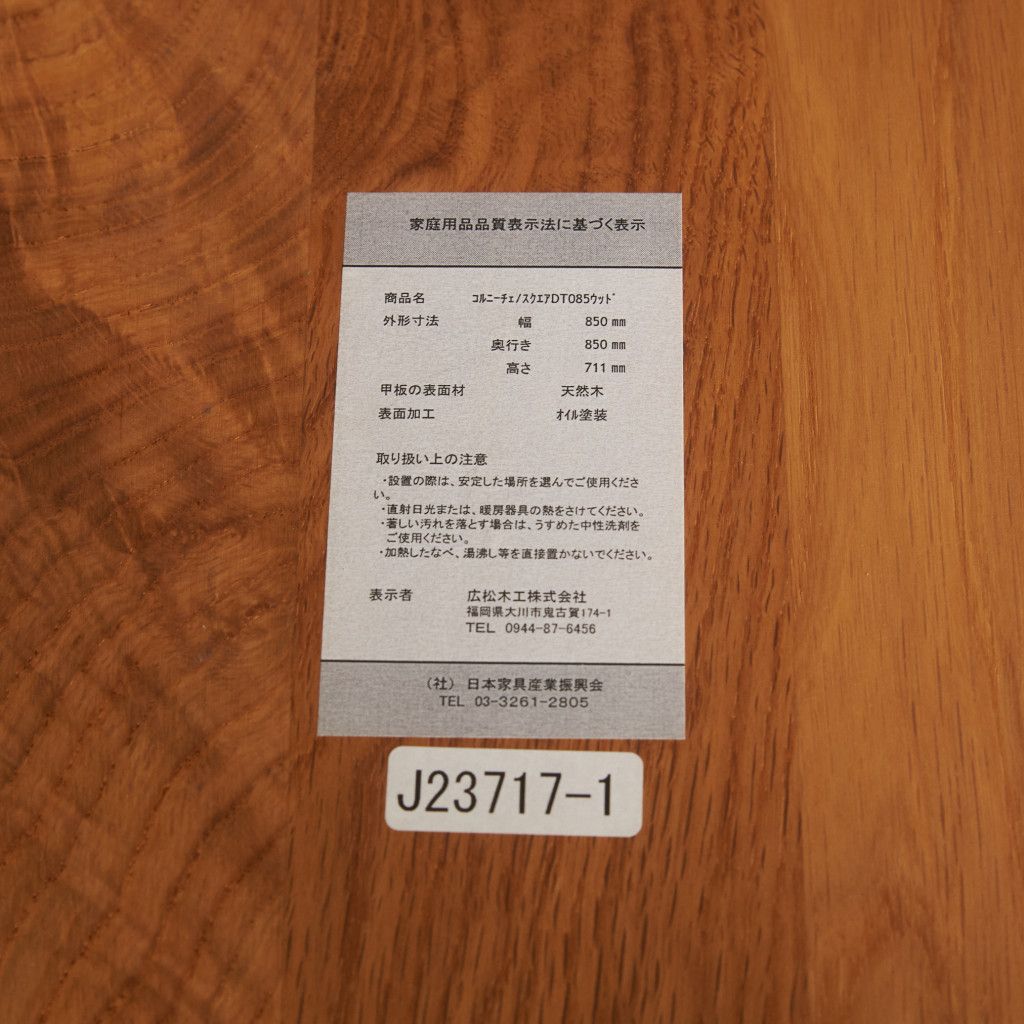 家庭用品品質表示法に基づく表示
商品名 ｺﾙﾆｰﾁｪ/ｽｸｴｱDT085ｳｯﾄﾞ
外形寸法 幅 850 ㎜
奥行き 850 ㎜
高さ 711 ㎜
甲板の表面材 天然木
表面加工 ｵｲﾙ塗装
取り扱い上の注意
・設置の際は、安定した場所を選んでご使用くださ
い。
・直射日光または、暖房器具の熱をさけてください。
・著しい汚れを落とす場合は、うすめた中性洗剤を
ご使用ください。
・加熱したなべ、湯沸し等を直接置かないでください。
表示者 広松木工株式会社
福岡県大川市鬼古賀174-1
TEL 0944-87-6456
（社） 日本家具産業振興会
TEL 03-3261-2805
J23717-1